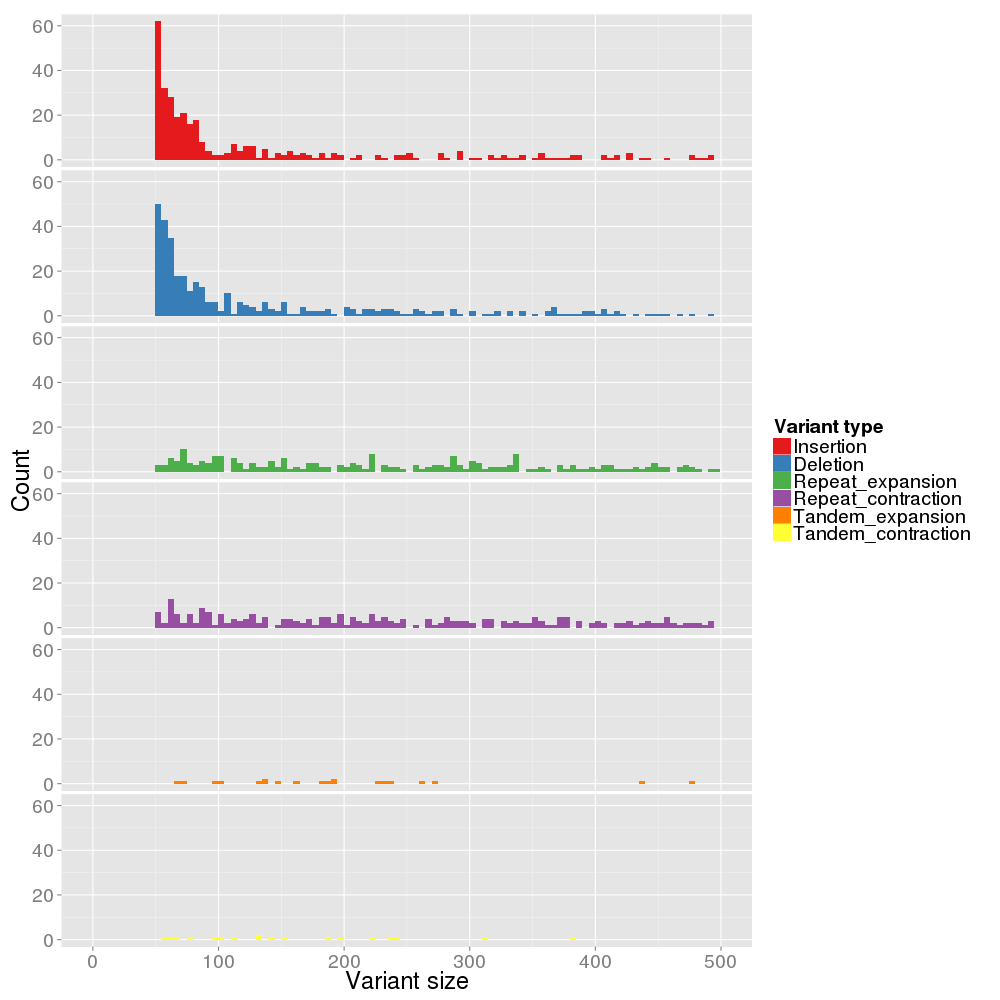 60
40
20
0
60
40
20
0
60
40
20
0
60
40
20
0
60
40
20
0
60
40
20
0
Count
0 100 200 300 400 500
Variant size
Variant type
Insertion
Deletion
Repeat_expansion
Repeat_contraction
Tandem_expansion
Tandem_contraction